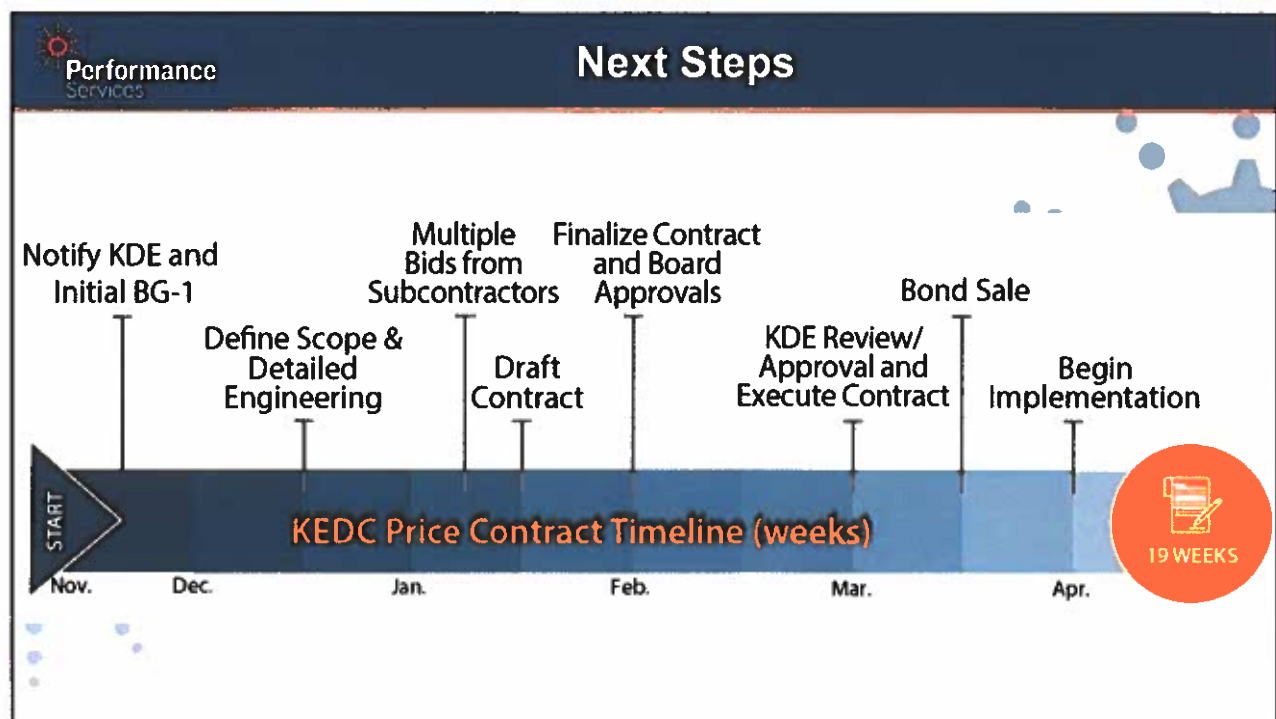 Performance
Services
Next Steps
Notify KDE and
Initial BG-1
Define Scope &
Detailed
Engineering
Multiple
Bids from
Subcontractors
Draft
Contract
Finalize Contract
and Board
Approvals
KDE Review/
Approval and
Execute Contract
Bond Sale
Begin
Implementation
START
KEDC Price Contract Timeline (weeks)
19 WEEKS
Nov.
Dec.
Jan.
Feb.
Mar.
Apr.